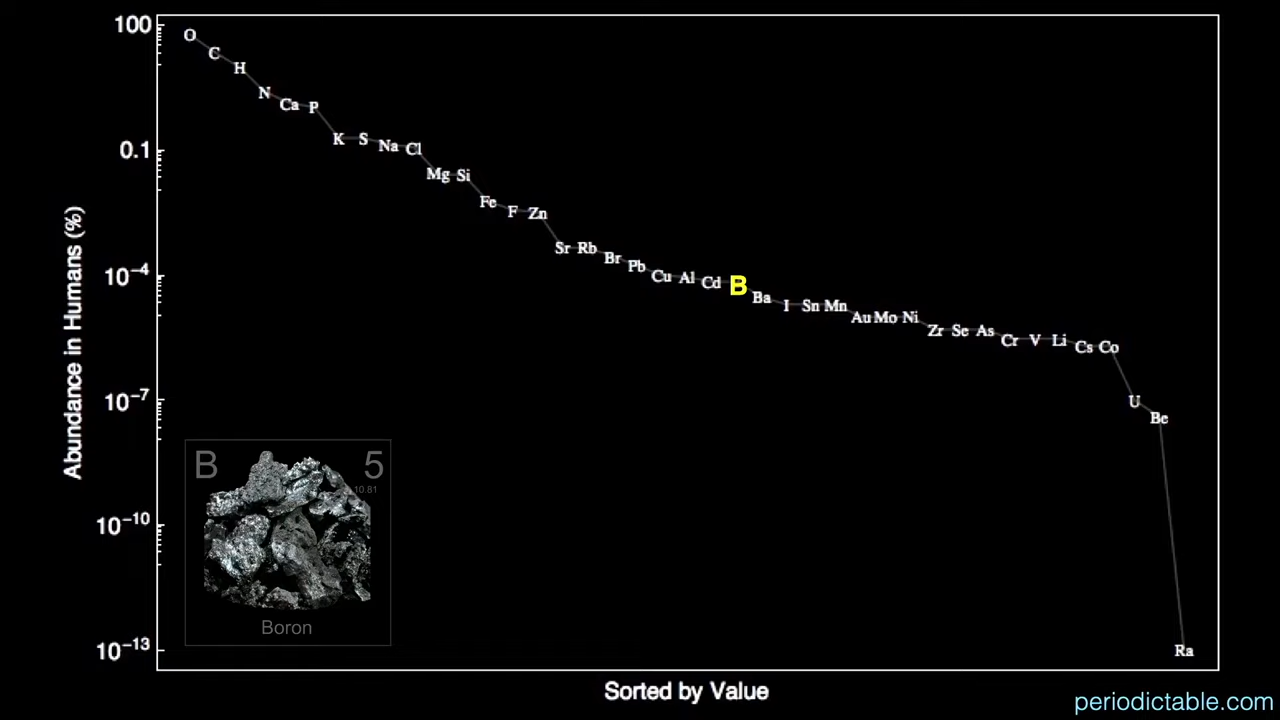 100
0.1
10⁻⁴
10⁻⁷
10⁻¹⁰
10⁻¹³
Abundance in Humans (%)
O C H N Ca P K S Na Cl Mg Si Fe F Zn Sr Rb Br Pb Cu Al Cd B Ba I Sn Mn Au Mo Ni Zr Se As Cr V Li Cs Co U Be Ra
B 5
10.81
Boron
Sorted by Value
periodictable.com